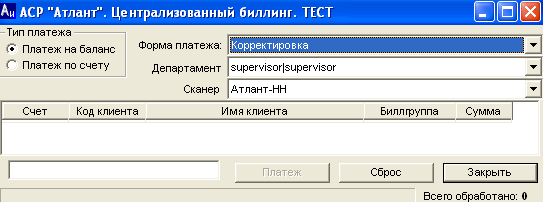 Ан АСР "Атлант". Централизованный биллинг. ТЕСТ
Тип платежа
Платеж на баланс
Платеж по счету
Форма платежа: Корректировка
Департамент supervisor|supervisor
Сканер Атлант-НН
Счет Код клиента Имя клиента Биллгруппа Сумма
Платеж Сброс Закрыть
Всего обработано: 0